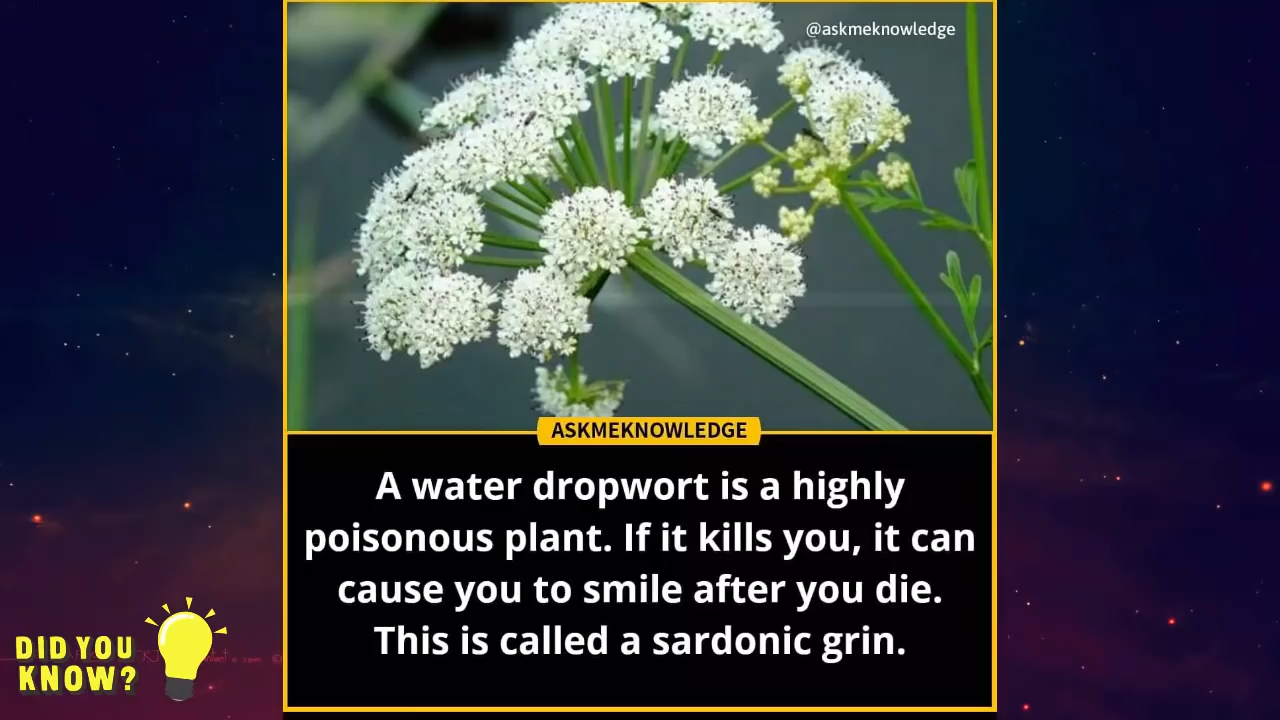 @askmeknowledge
ASKMEKNOWLEDGE
A water dropwort is a highly
poisonous plant. If it kills you, it can
cause you to smile after you die.
This is called a sardonic grin.
DID YOU
KNOW?